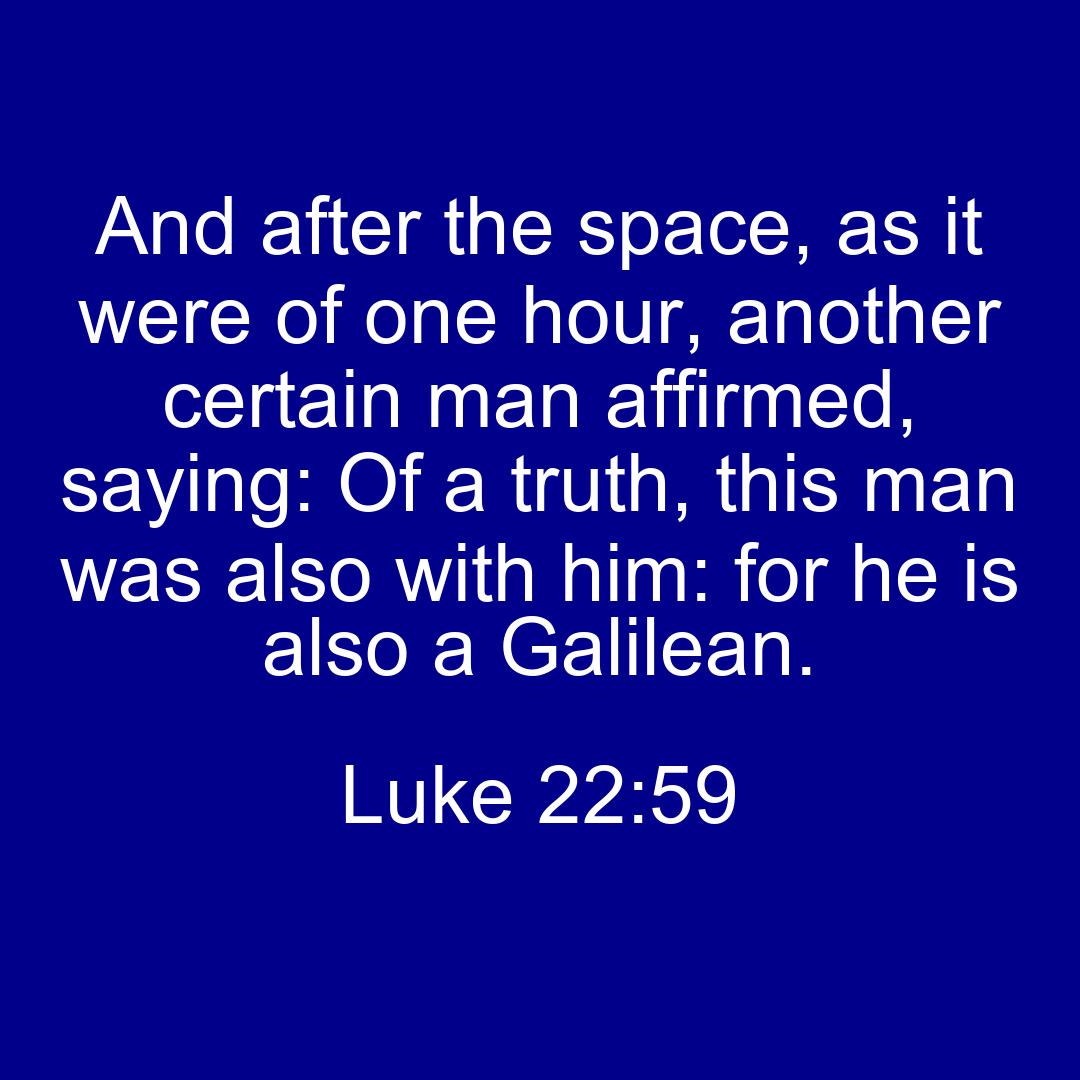 And after the space, as it
were of one hour, another
certain man affirmed,
saying: Of a truth, this man
was also with him: for he is
also a Galilean.
Luke 22:59